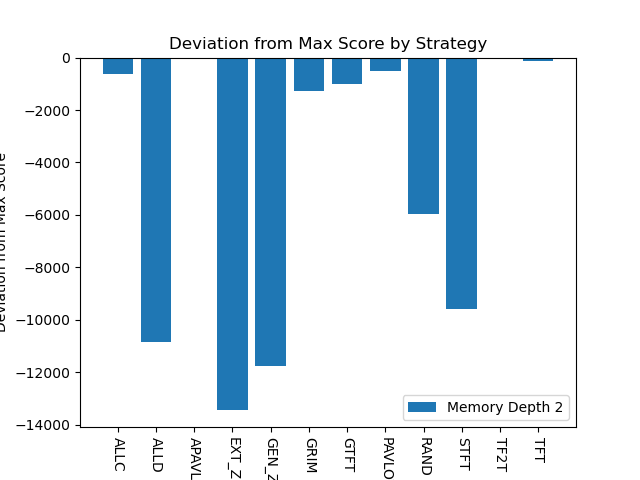 Deviation from Max Score by Strategy
Deviation from Max Score
0
−2000
−4000
−6000
−8000
−10000
−12000
−14000
Memory Depth 2
ALLC
ALLD
APAVL
EXT_Z
GEN_Z
GRIM
GTFT
PAVLO
RAND
STFT
TF2T
TFT